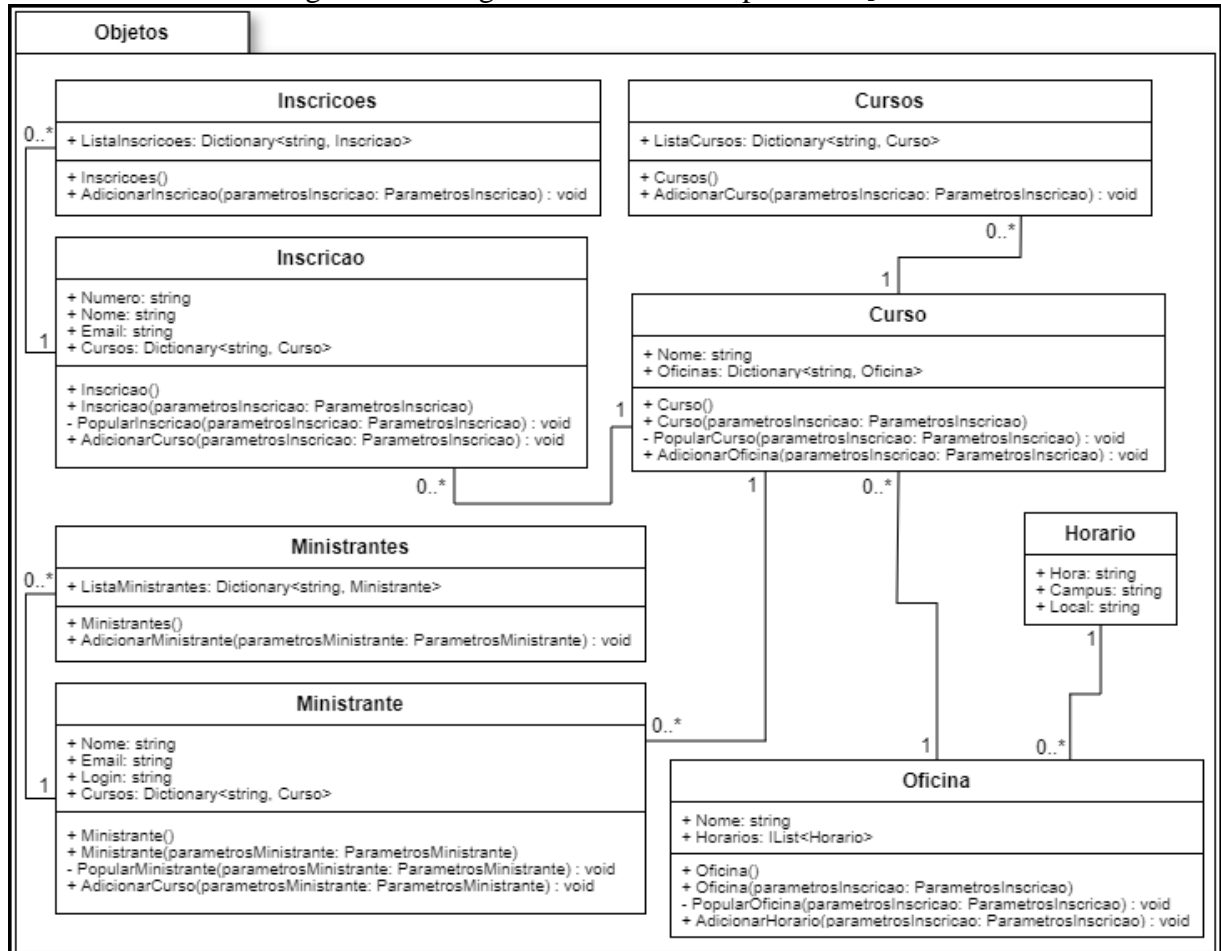 Objetos
Inscricoes
+ ListaInscricoes: Dictionary<string, Inscricao>
+ Inscricoes()
+ AdicionarInscricao(parametrosInscricao: ParametrosInscricao) : void
0..*
1
Inscricao
+ Numero: string
+ Nome: string
+ Email: string
+ Cursos: Dictionary<string, Curso>
+ Inscricao()
+ Inscricao(parametrosInscricao: ParametrosInscricao)
- PopularInscricao(parametrosInscricao: ParametrosInscricao) : void
+ AdicionarCurso(parametrosInscricao: ParametrosInscricao) : void
0..*
1
Cursos
+ ListaCursos: Dictionary<string, Curso>
+ Cursos()
+ AdicionarCurso(parametrosInscricao: ParametrosInscricao) : void
0..*
1
Curso
+ Nome: string
+ Oficinas: Dictionary<string, Oficina>
+ Curso()
+ Curso(parametrosInscricao: ParametrosInscricao)
- PopularCurso(parametrosInscricao: ParametrosInscricao) : void
+ AdicionarOficina(parametrosInscricao: ParametrosInscricao) : void
1
0..*
Ministrantes
+ ListaMinistrantes: Dictionary<string, Ministrante>
+ Ministrantes()
+ AdicionarMinistrante(parametrosMinistrante: ParametrosMinistrante) : void
0..*
1
Ministrante
+ Nome: string
+ Email: string
+ Login: string
+ Cursos: Dictionary<string, Curso>
+ Ministrante()
+ Ministrante(parametrosMinistrante: ParametrosMinistrante)
- PopularMinistrante(parametrosMinistrante: ParametrosMinistrante) : void
+ AdicionarCurso(parametrosMinistrante: ParametrosMinistrante) : void
0..*
Horario
+ Hora: string
+ Campus: string
+ Local: string
1
1
0..*
Oficina
+ Nome: string
+ Horarios: IList<Horario>
+ Oficina()
+ Oficina(parametrosInscricao: ParametrosInscricao)
- PopularOficina(parametrosInscricao: ParametrosInscricao) : void
+ AdicionarHorario(parametrosInscricao: ParametrosInscricao) : void